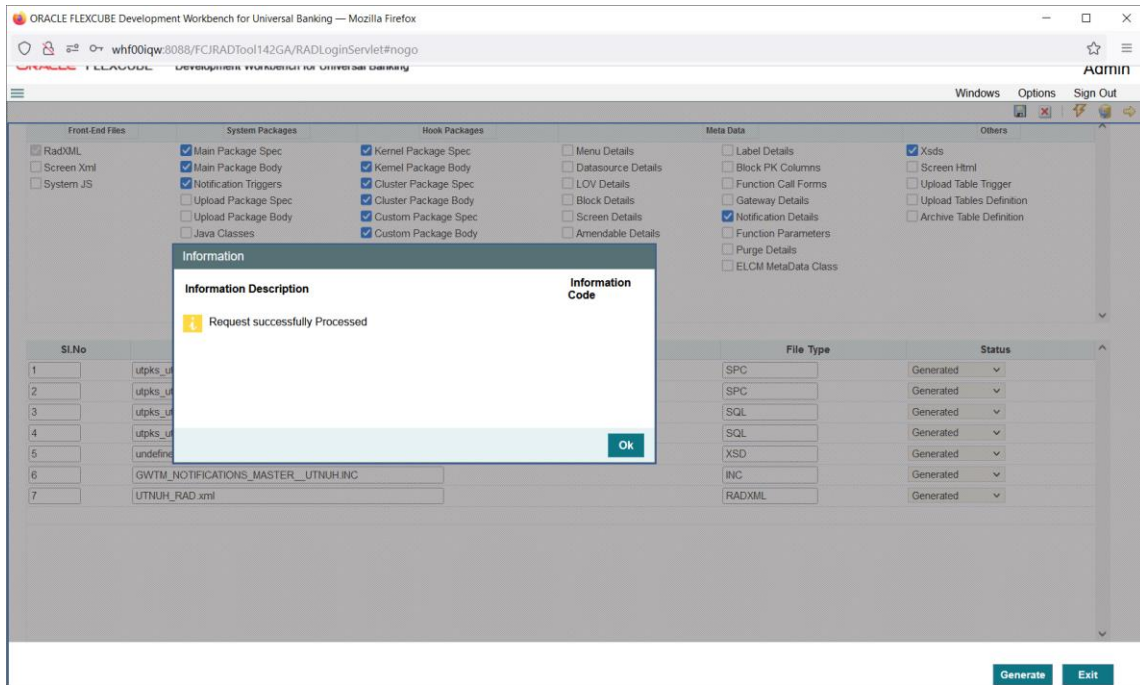 ORACLE FLEXCUBE Development Workbench for Universal Banking — Mozilla Firefox
whf00iqw:8088/FCJRADTool142GA/RADLoginServlet#nogo
ORACLE FLEXCUBE Development Workbench for Universal Banking Admin
Windows Options Sign Out
Front-End Files System Packages Hook Packages Meta Data Others
RadXML Main Package Spec Kernel Package Spec Menu Details Label Details Xsds
Screen Xml Main Package Body Kernel Package Body Datasource Details Block PK Columns Screen Html
System JS Notification Triggers Cluster Package Spec LOV Details Function Call Forms Upload Table Trigger
Upload Package Spec Cluster Package Body Block Details Gateway Details Upload Tables Definition
Upload Package Body Custom Package Spec Screen Details Notification Details Archive Table Definition
Java Classes Custom Package Body Amendable Details Function Parameters
Purge Details
ELCM MetaData Class
Information
Information Description Information Code
Request successfully Processed
Ok
Sl.No File Type Status
1 SPC Generated
2 SPC Generated
3 SQL Generated
4 SQL Generated
5 XSD Generated
6 GWTM_NOTIFICATIONS_MASTER__UTNUH.INC INC Generated
7 UTNUH_RAD.xml RADXML Generated
Generate Exit